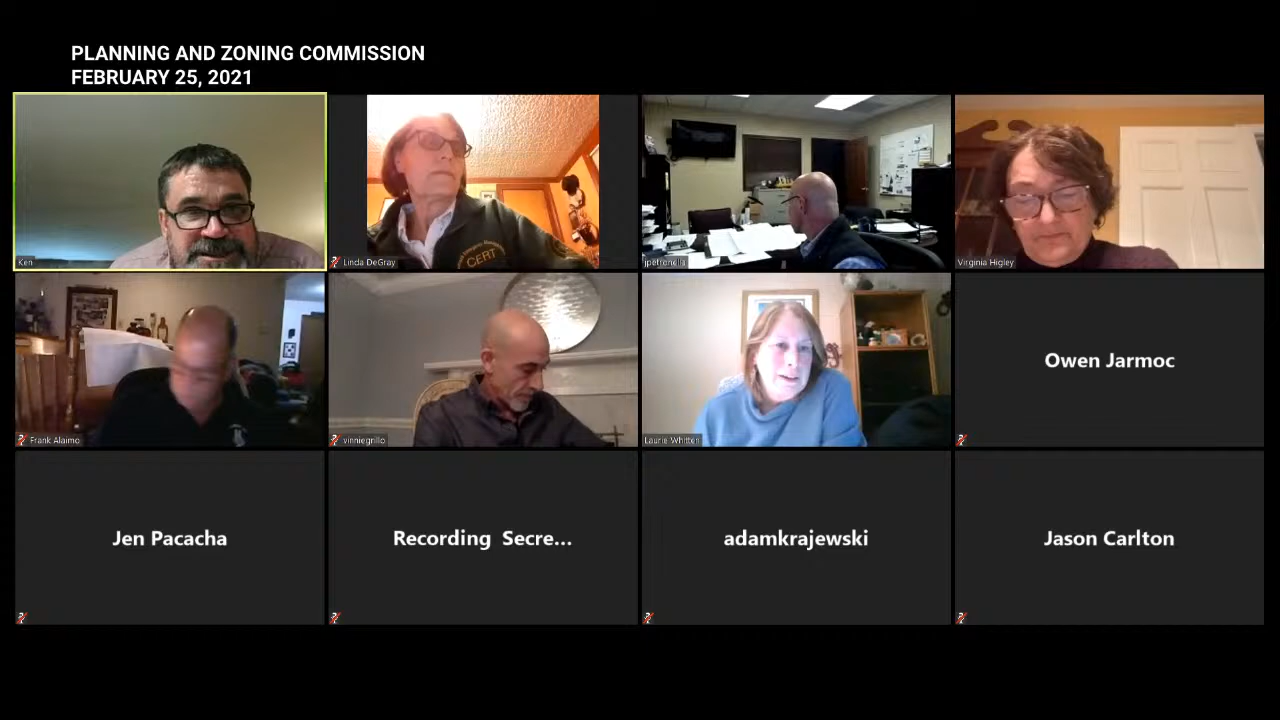 PLANNING AND ZONING COMMISSION
FEBRUARY 25, 2021
Ken
Linda DeGray
CERT
jpetronella
Virginia Higley
Frank Alaimo
vinniegrillo
Laurie Whitten
Owen Jarmoc
Jen Pacacha
Recording Secre...
adamkrajewski
Jason Carlton